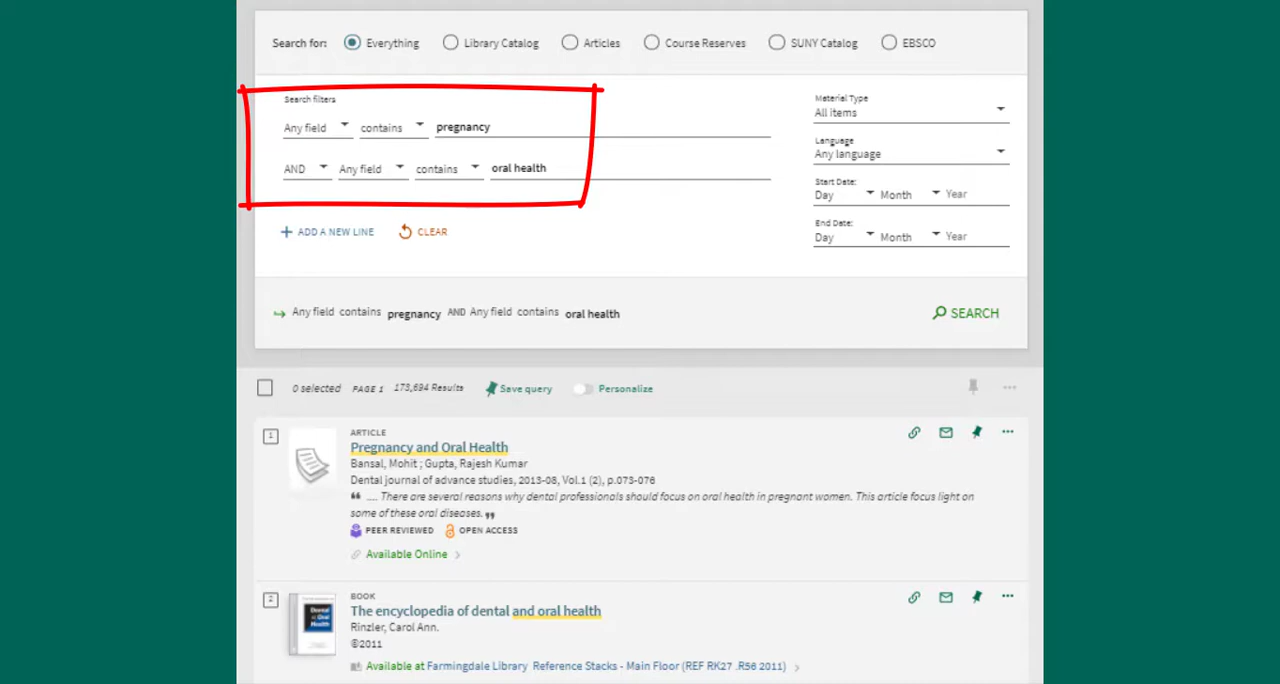 Search for: Everything Library Catalog Articles Course Reserves SUNY Catalog EBSCO
Search filters
Any field contains pregnancy
AND Any field contains oral health
ADD A NEW LINE CLEAR
Material Type
All items
Language
Any language
Start Date:
Day Month Year
End Date:
Day Month Year
Any field contains pregnancy AND Any field contains oral health
SEARCH
0 selected PAGE 1 173,694 Results Save query Personalize
1
ARTICLE
Pregnancy and Oral Health
Bansal, Mohit ; Gupta, Rajesh Kumar
Dental journal of advance studies, 2013-08, Vol.1 (2), p.073-076
❝ .... There are several reasons why dental professionals should focus on oral health in pregnant women. This article focus light on
some of these oral diseases. ❞
PEER REVIEWED OPEN ACCESS
Available Online
2
Dental
Oral
Health
BOOK
The encyclopedia of dental and oral health
Rinzler, Carol Ann.
©2011
Available at Farmingdale Library Reference Stacks - Main Floor (REF RK27 .R56 2011)